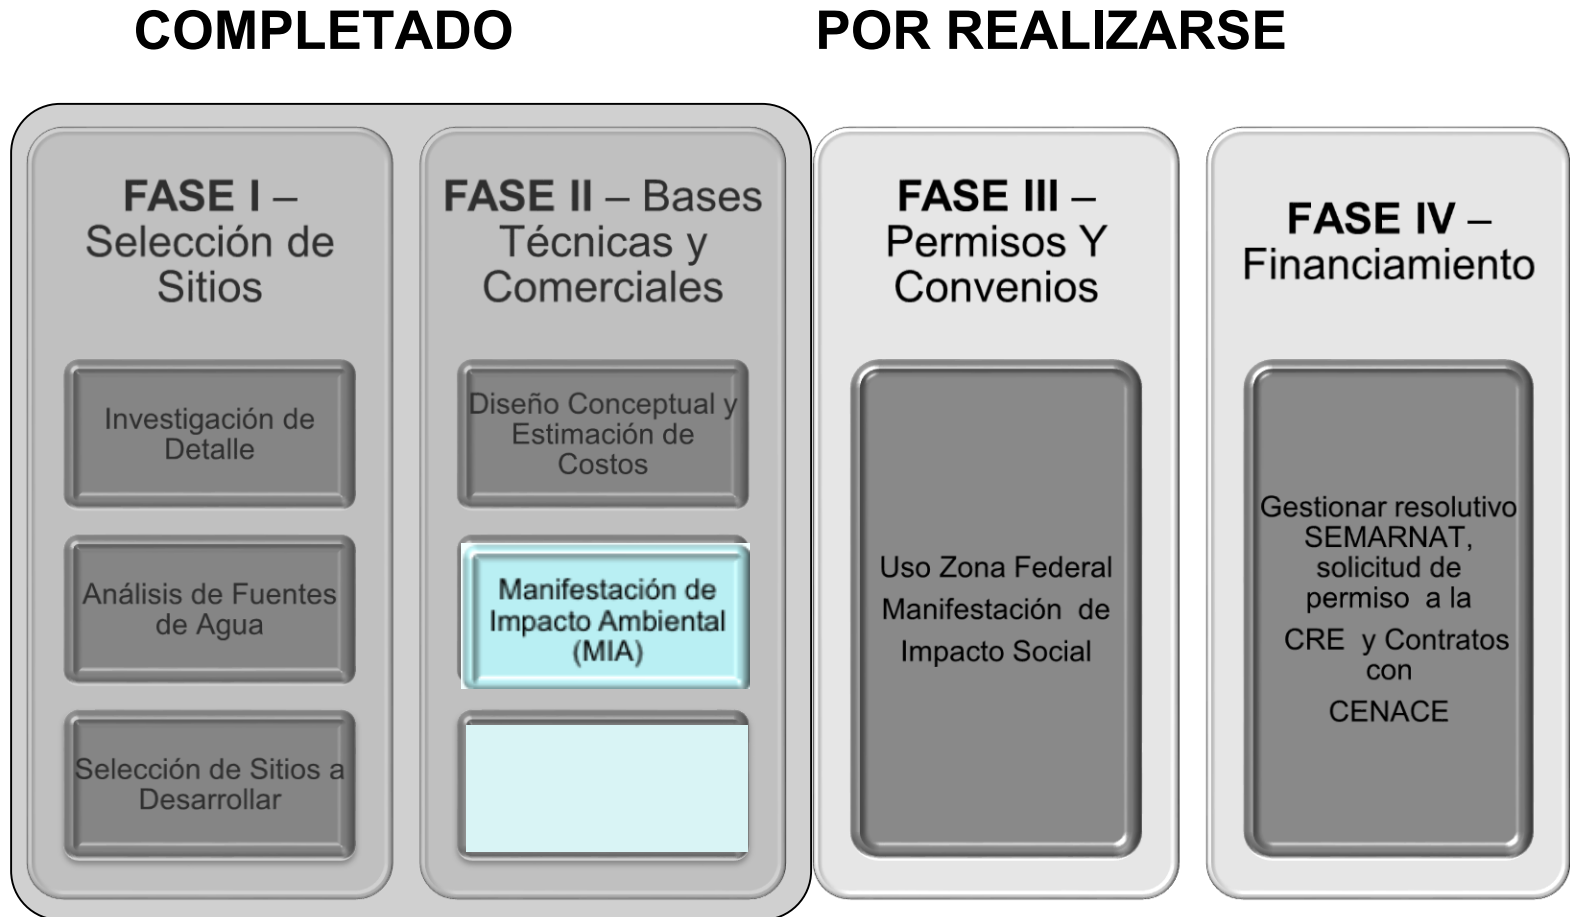 COMPLETADO
POR REALIZARSE
FASE I –
Selección de
Sitios
Investigación de
Detalle
Análisis de Fuentes
de Agua
Selección de Sitios a
Desarrollar
FASE II – Bases
Técnicas y
Comerciales
Diseño Conceptual y
Estimación de
Costos
Manifestación de
Impacto Ambiental
(MIA)
FASE III –
Permisos Y
Convenios
Uso Zona Federal
Manifestación de
Impacto Social
FASE IV –
Financiamiento
Gestionar resolutivo
SEMARNAT,
solicitud de
permiso a la
CRE y Contratos
con
CENACE